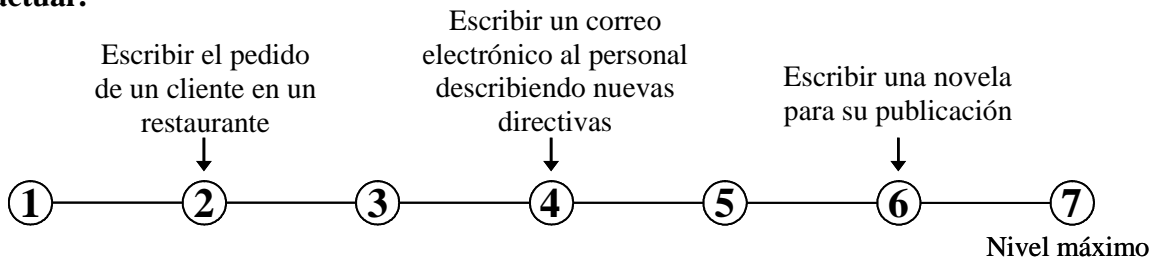 actuar:
Escribir el pedido
de un cliente en un
restaurante
Escribir un correo
electrónico al personal
describiendo nuevas
directivas
Escribir una novela
para su publicación
1 2 3 4 5 6 7
Nivel máximo